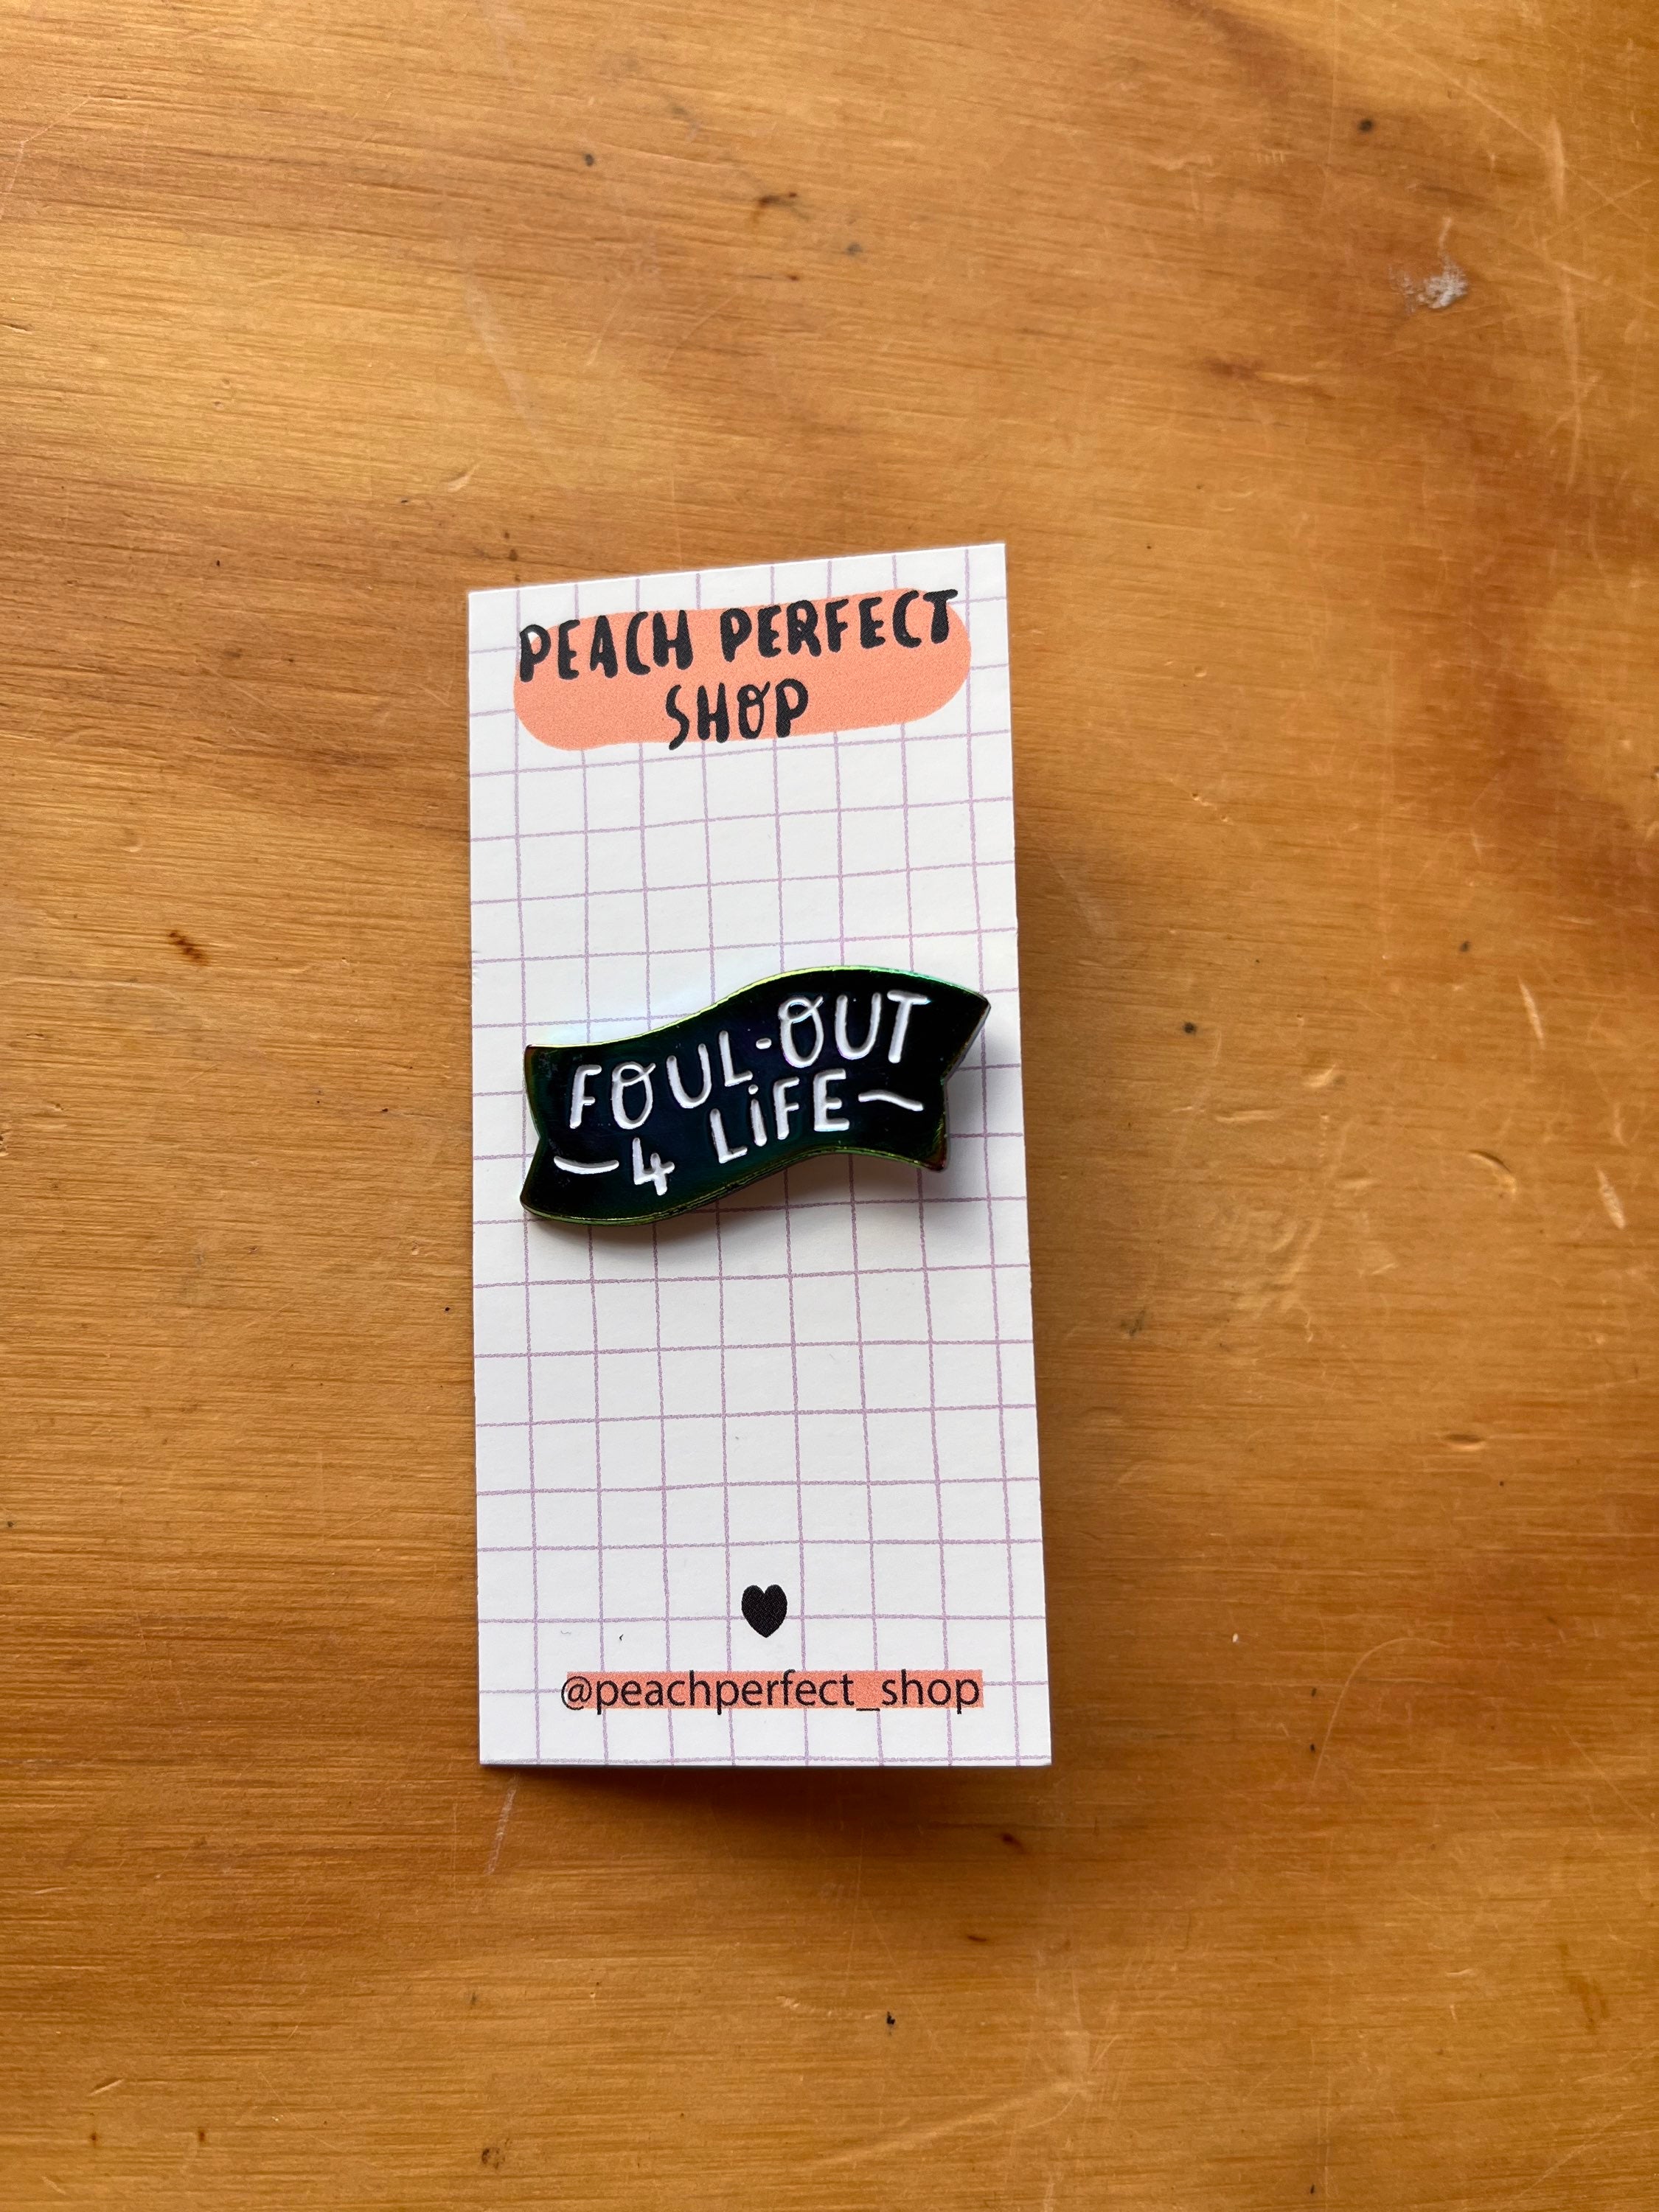 PEACH PERFECT
SHOP
FOUL-OUT
4 LiFE
@peachperfect_shop